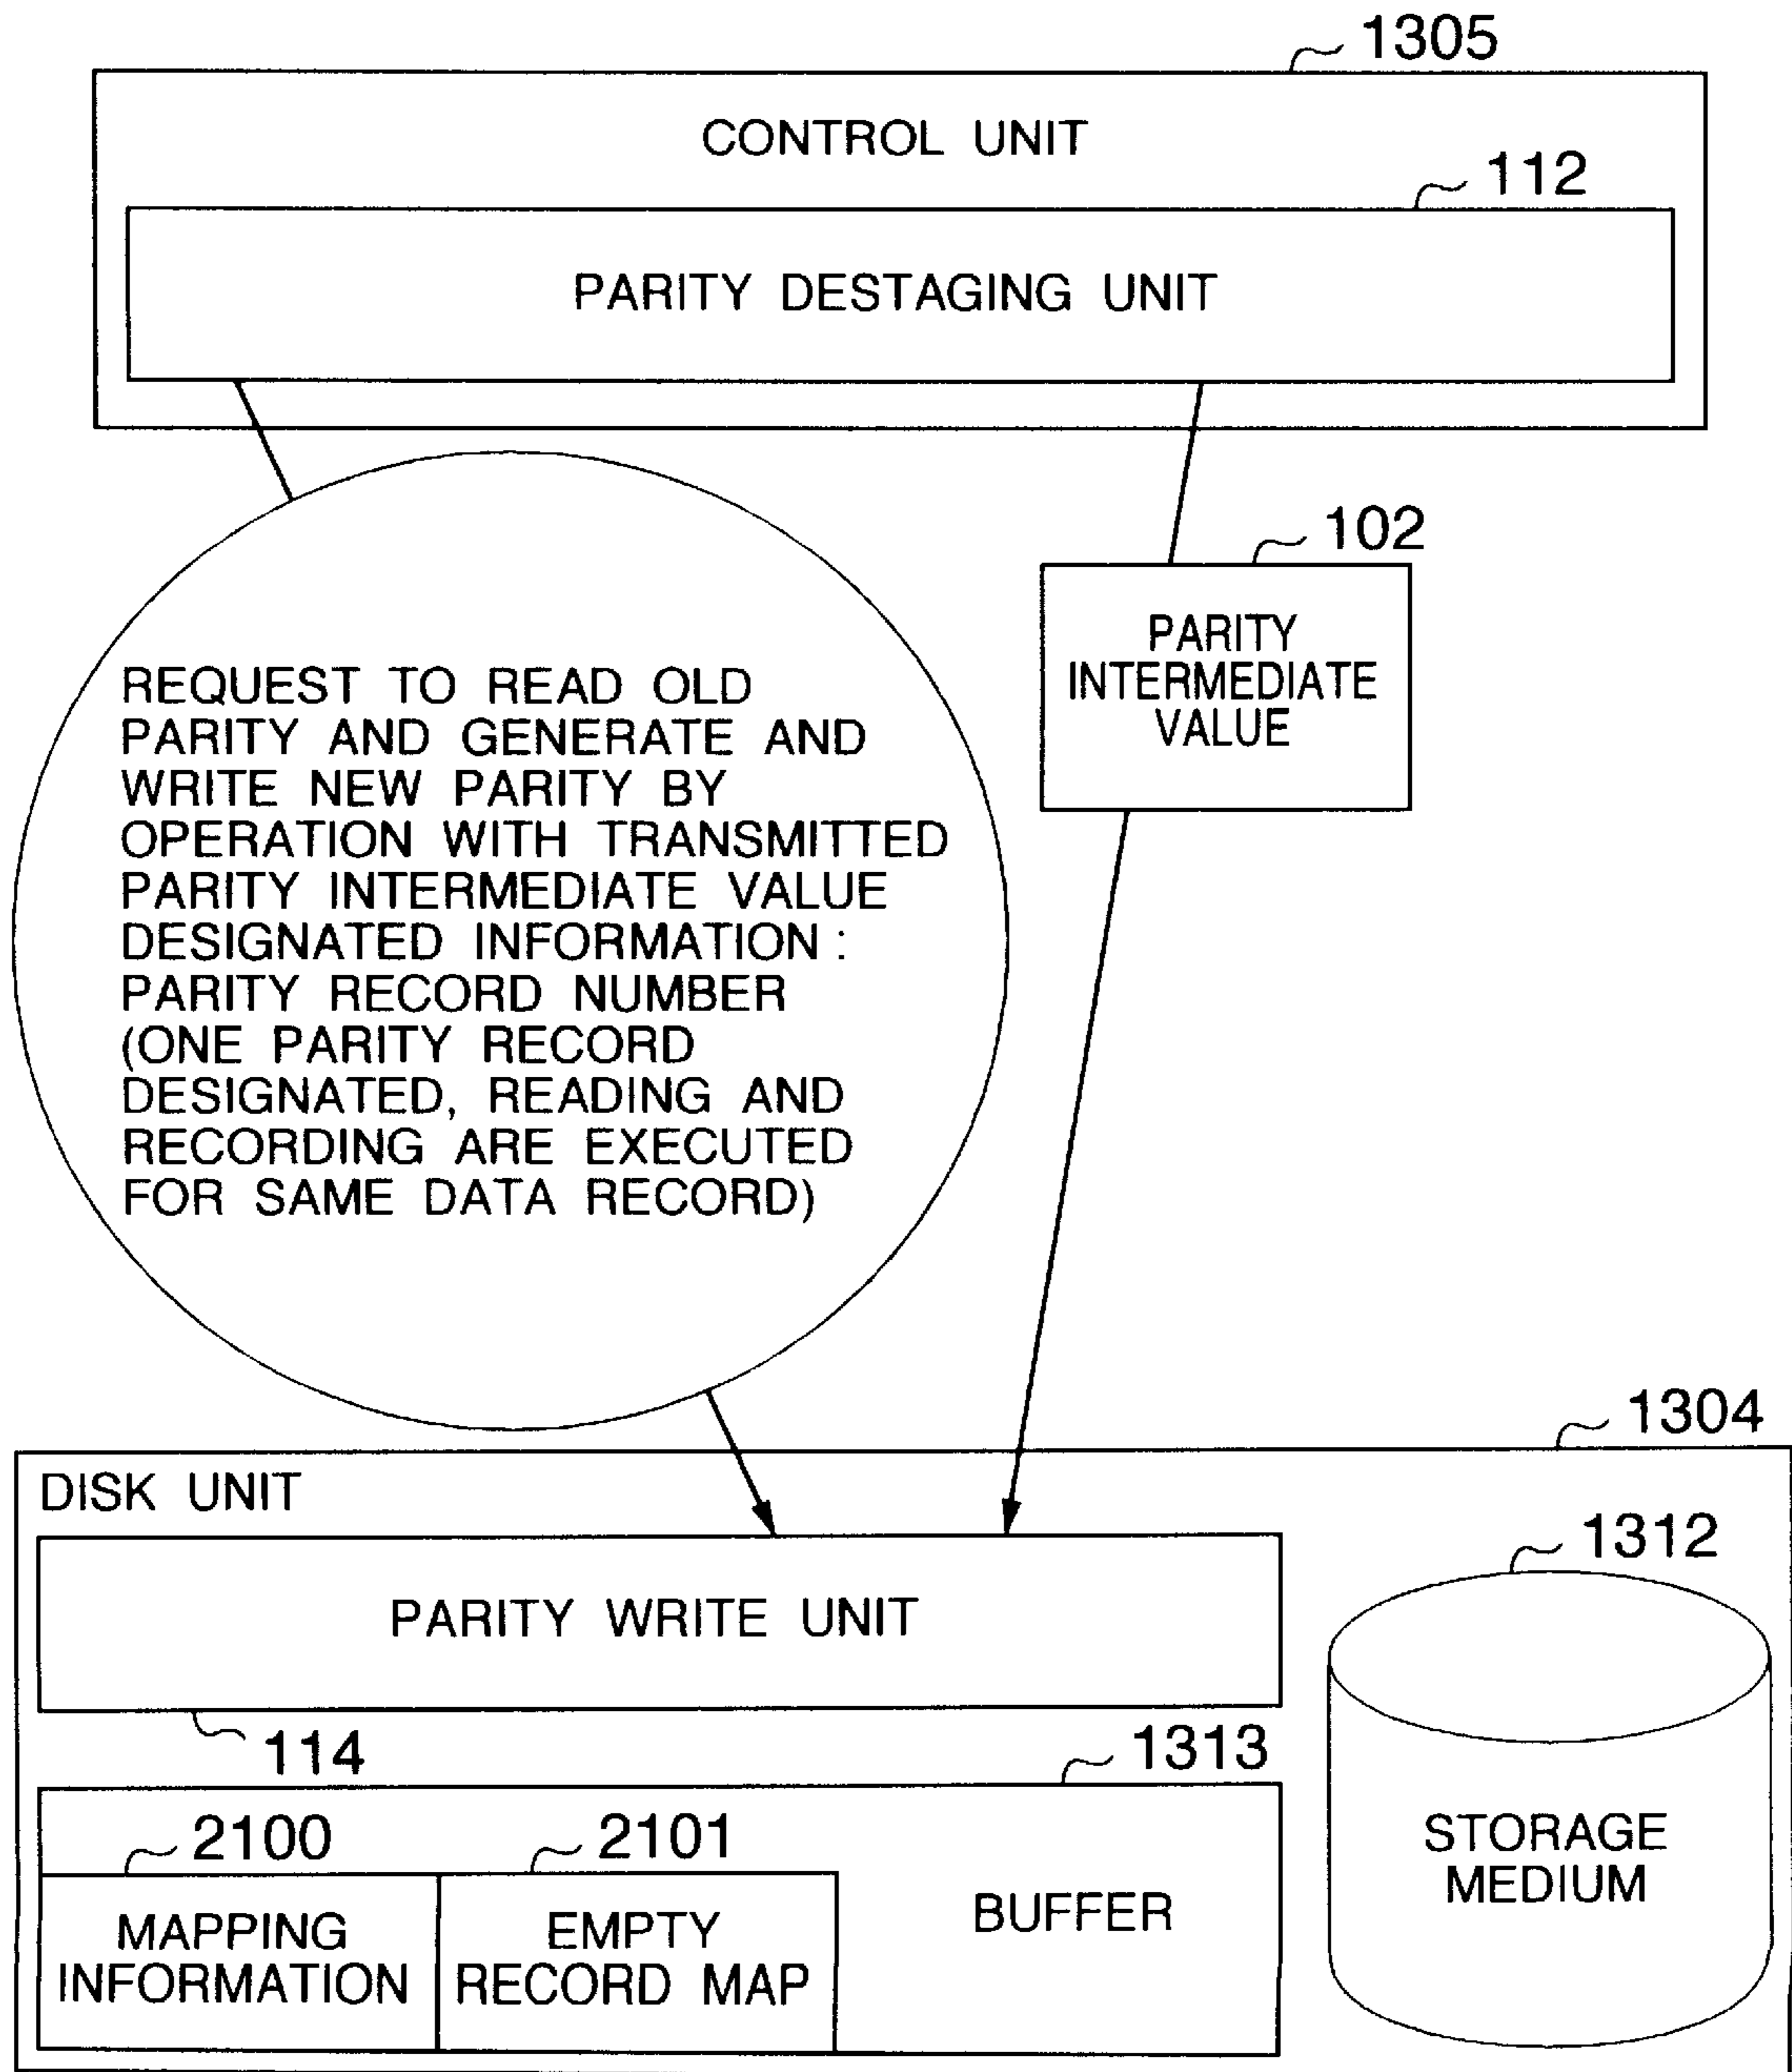 1305
CONTROL UNIT
112
PARITY DESTAGING UNIT
102
PARITY
INTERMEDIATE
VALUE
REQUEST TO READ OLD
PARITY AND GENERATE AND
WRITE NEW PARITY BY
OPERATION WITH TRANSMITTED
PARITY INTERMEDIATE VALUE
DESIGNATED INFORMATION :
PARITY RECORD NUMBER
(ONE PARITY RECORD
DESIGNATED, READING AND
RECORDING ARE EXECUTED
FOR SAME DATA RECORD)
1304
DISK UNIT
1312
PARITY WRITE UNIT
114
1313
2100
2101
STORAGE
MEDIUM
BUFFER
MAPPING
INFORMATION
EMPTY
RECORD MAP